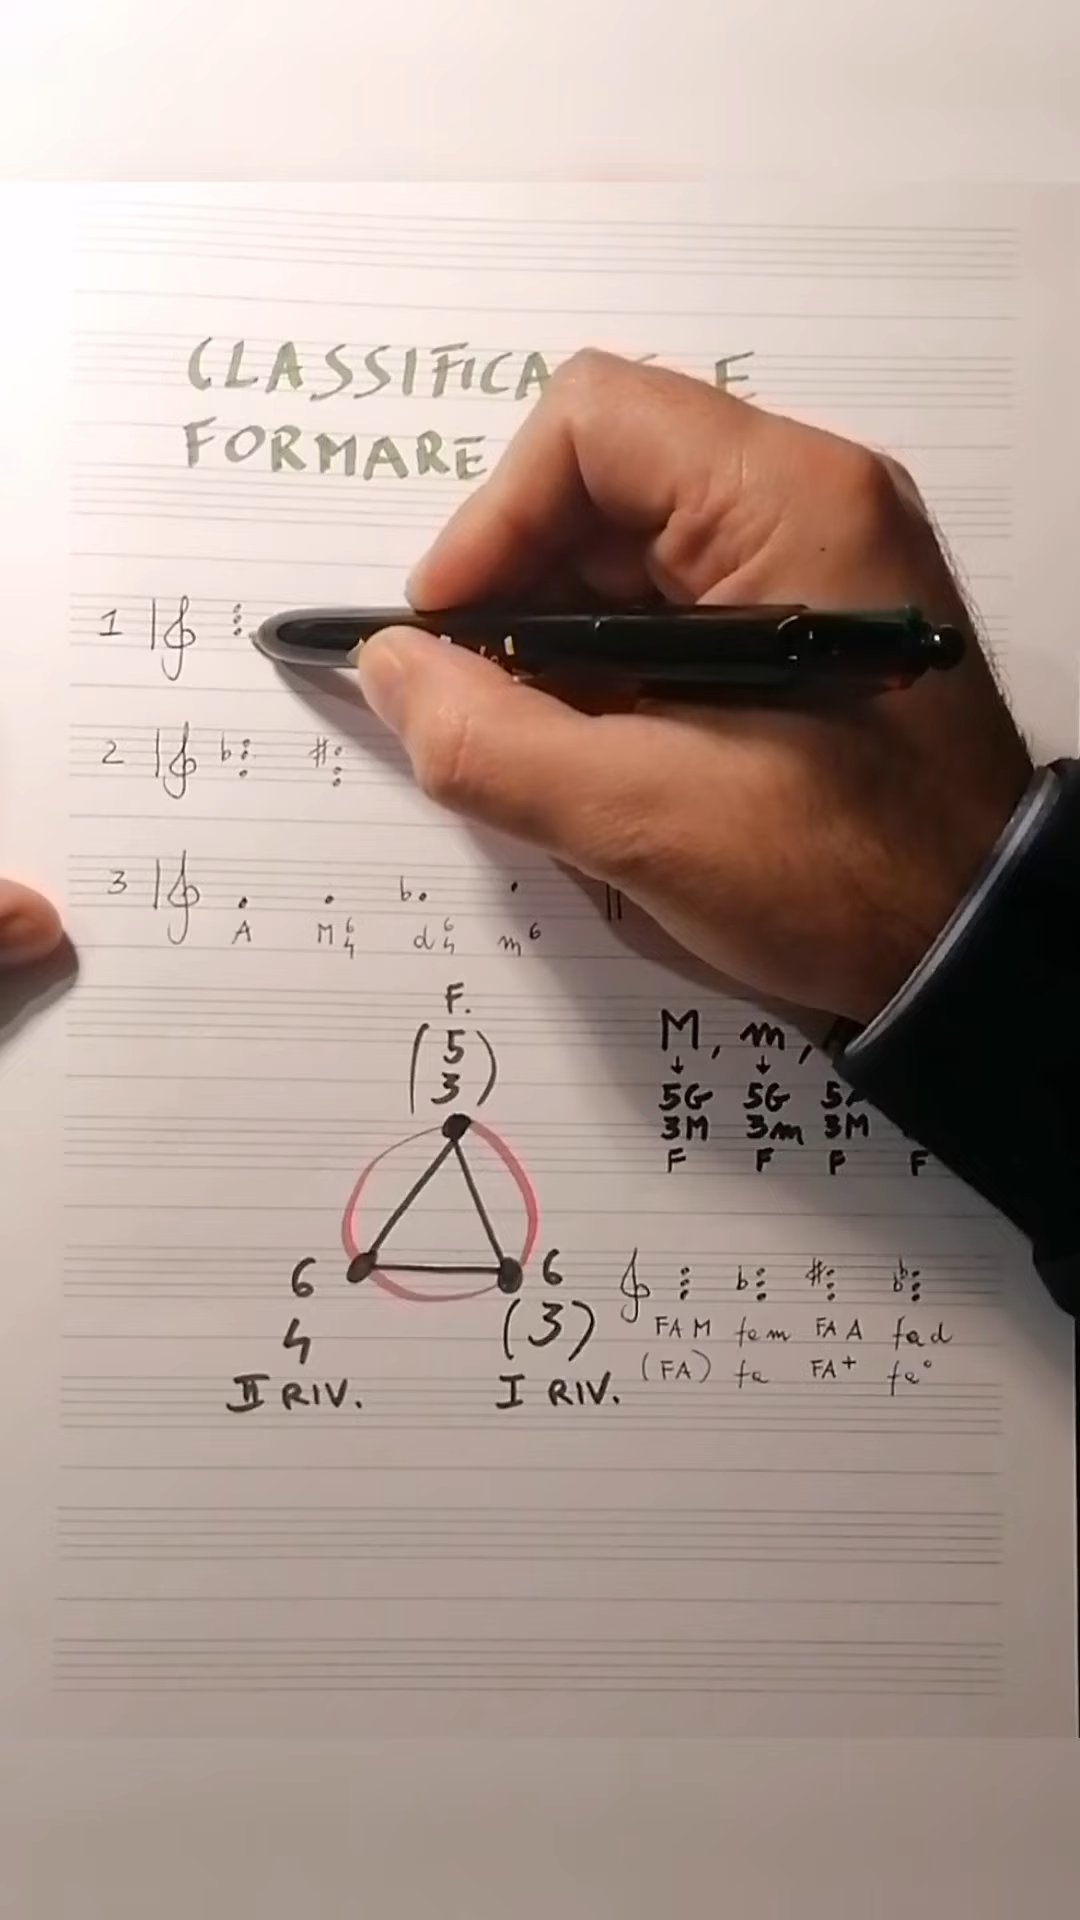 CLASSIFICA E
FORMARE
1
2 b #
3 b
A M 6 4 d 6 4 m 6
F.
(5 3)
M, m,
5G 5G 5
3M 3m 3M
F F F F
6 4
6 (3)
II RIV. I RIV.
b # b b
FA M fa m FA A fa d
(FA) fa FA+ fa°